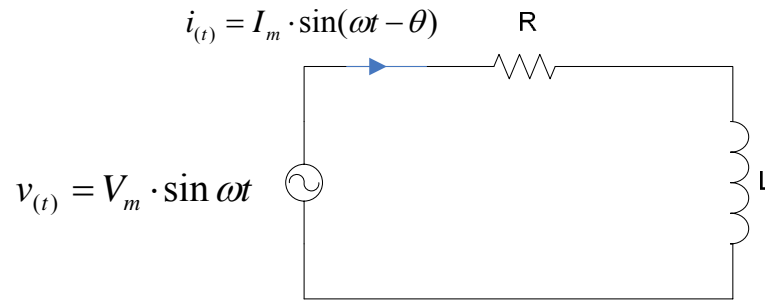 i(t) = Im · sin(ωt − θ)
R
v(t) = Vm · sin ωt
L